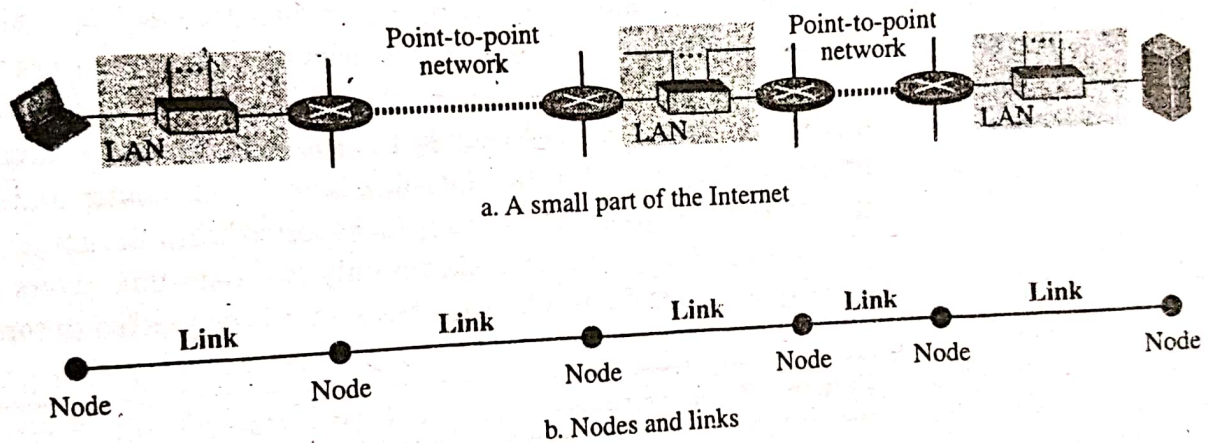 Point-to-point
network
Point-to-point
network
LAN
LAN
LAN
a. A small part of the Internet
Link
Link
Link
Link
Link
Node
Node
Node
Node
Node
Node
b. Nodes and links